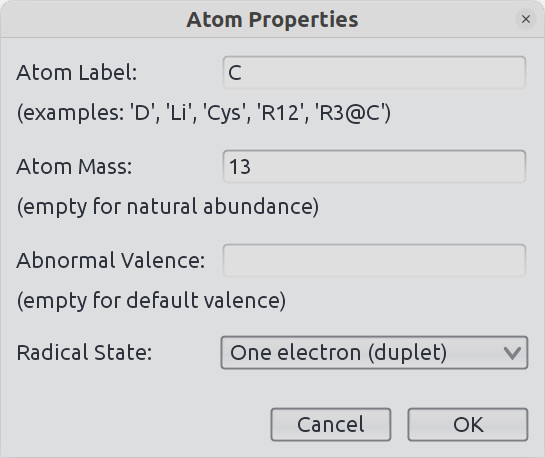 Atom Properties
Atom Label: C
(examples: 'D', 'Li', 'Cys', 'R12', 'R3@C')
Atom Mass: 13
(empty for natural abundance)
Abnormal Valence:
(empty for default valence)
Radical State: One electron (duplet)
Cancel OK